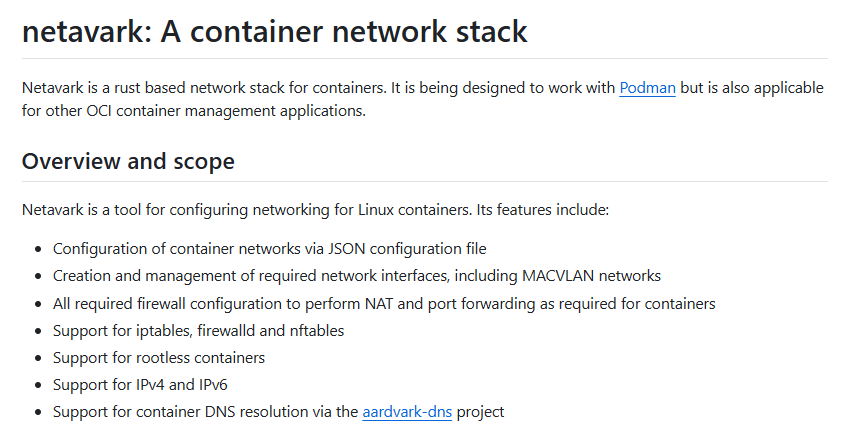 netavark: A container network stack
Netavark is a rust based network stack for containers. It is being designed to work with Podman but is also applicable
for other OCI container management applications.
Overview and scope
Netavark is a tool for configuring networking for Linux containers. Its features include:
• Configuration of container networks via JSON configuration file
• Creation and management of required network interfaces, including MACVLAN networks
• All required firewall configuration to perform NAT and port forwarding as required for containers
• Support for iptables, firewalld and nftables
• Support for rootless containers
• Support for IPv4 and IPv6
• Support for container DNS resolution via the aardvark-dns project